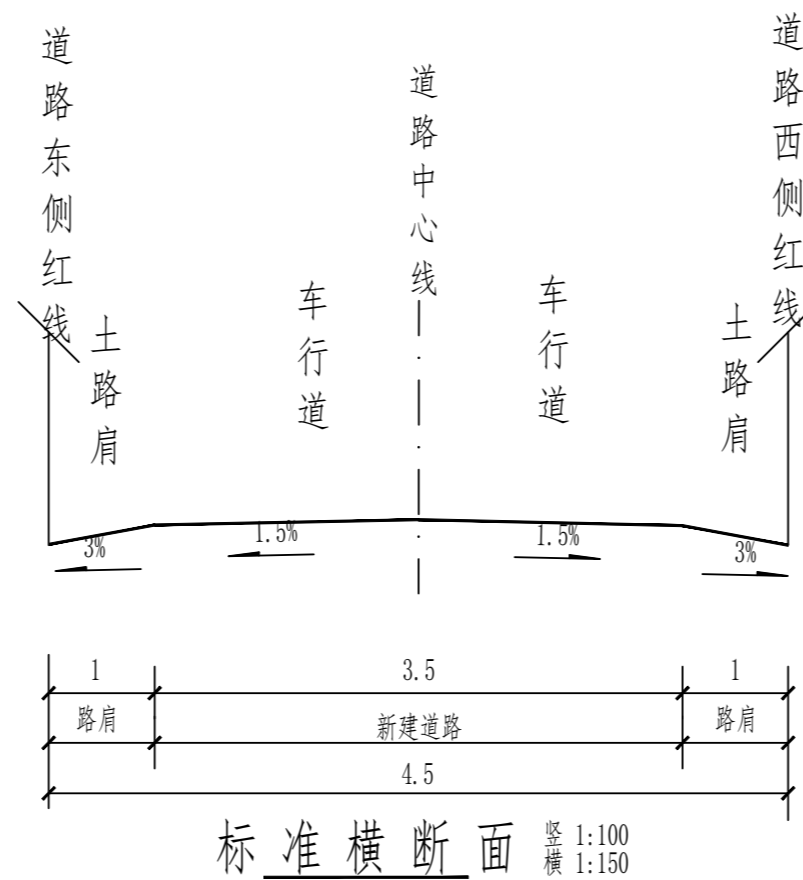 道路东侧红线
道路中心线
道路西侧红线
土路肩
车行道
车行道
土路肩
3%
1.5%
1.5%
3%
1
3.5
1
路肩
新建道路
路肩
4.5
标准横断面
竖 1:100
横 1:150